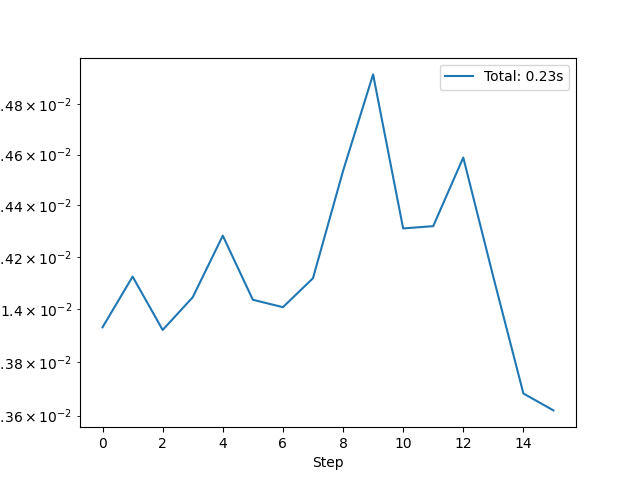 Total: 0.23s
.48 × 10⁻²
.46 × 10⁻²
.44 × 10⁻²
.42 × 10⁻²
1.4 × 10⁻²
.38 × 10⁻²
.36 × 10⁻²
0 2 4 6 8 10 12 14
Step